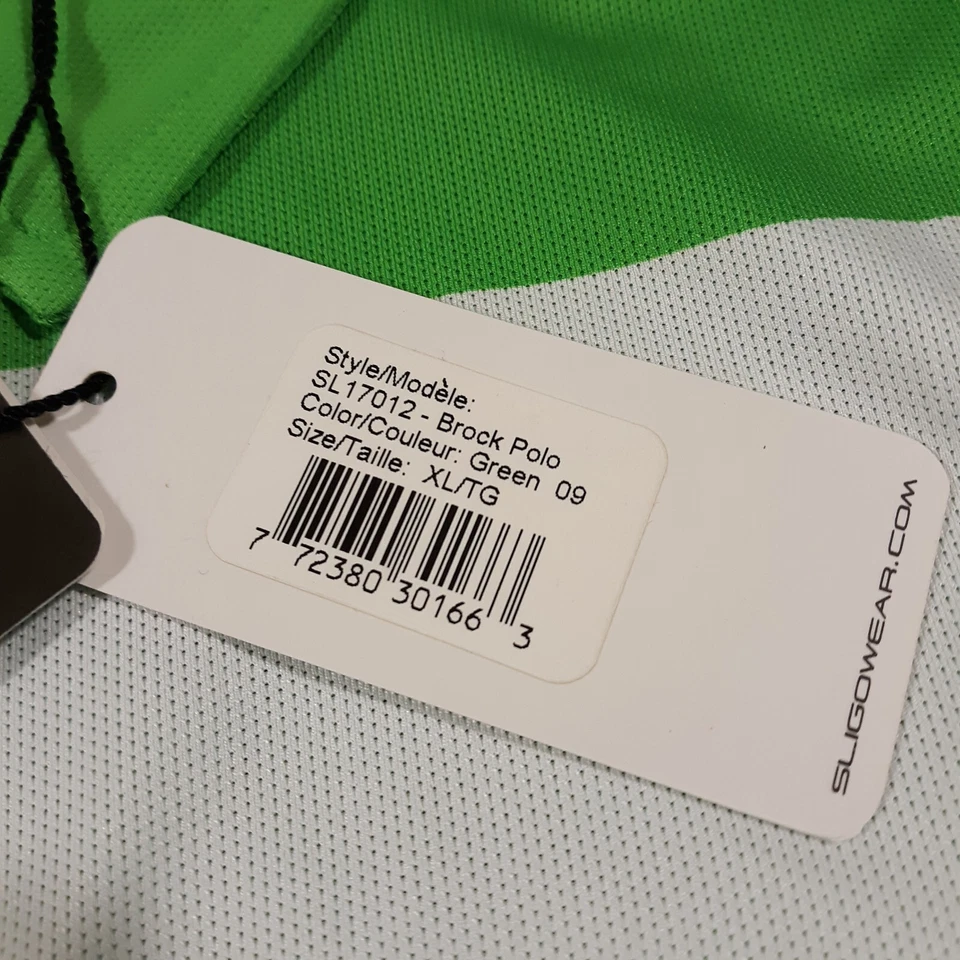 Style/Modèle:
SL17012 - Brock Polo
Color/Couleur: Green 09
Size/Taille: XL/TG
7 72380 30166 3
SLIGOWEAR.COM